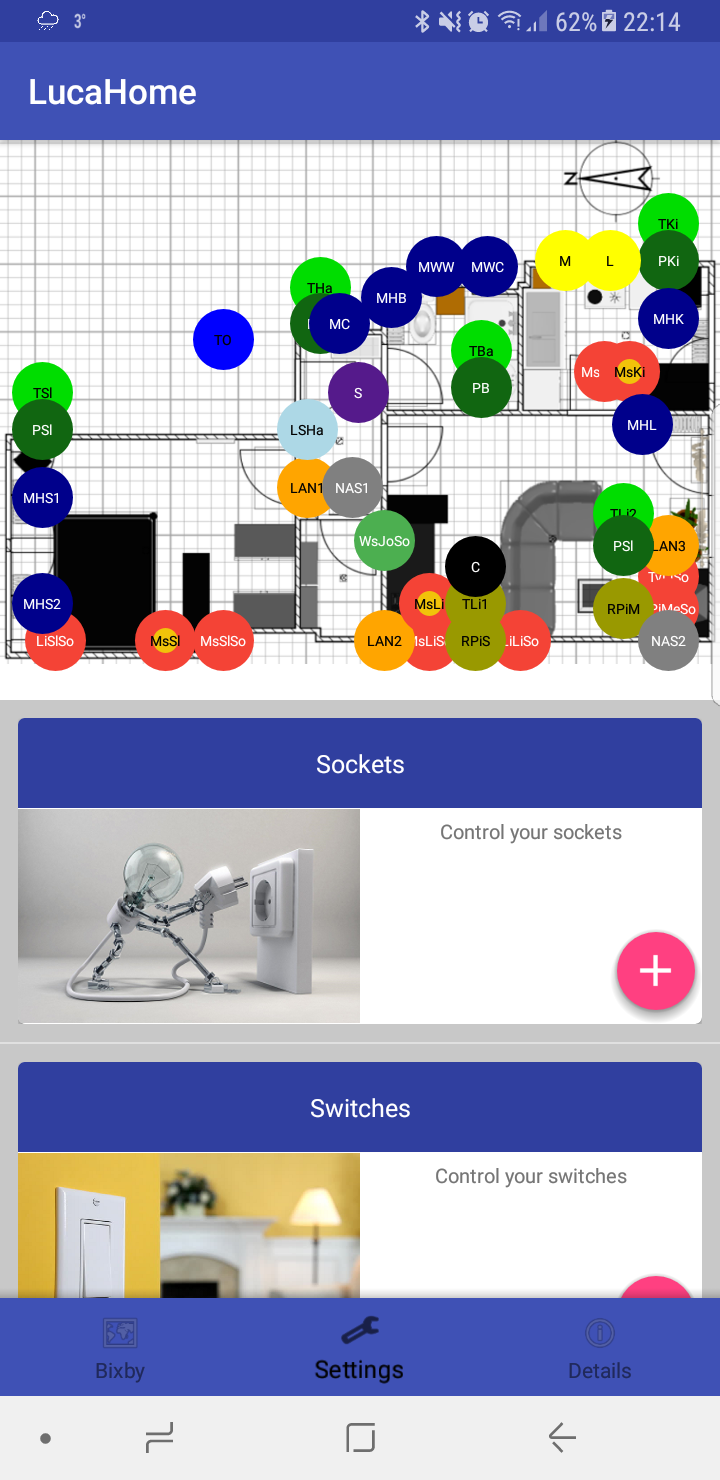 3°
62% 22:14
LucaHome
Z
TKi
M
L
PKi
MWW
MWC
THa
MHB
MC
MHK
TO
TBa
Ms
MsKi
PB
TSl
S
MHL
PSl
LSHa
LAN1
NAS1
MHS1
TLi2
WsJoSo
PSl
LAN3
C
MHS2
MsLi
TLi1
RPiM
PiMeSo
LiSlSo
MsSl
MsSlSo
LAN2
RPiS
LiLiSo
NAS2
Sockets
Control your sockets
Switches
Control your switches
Bixby
Settings
Details